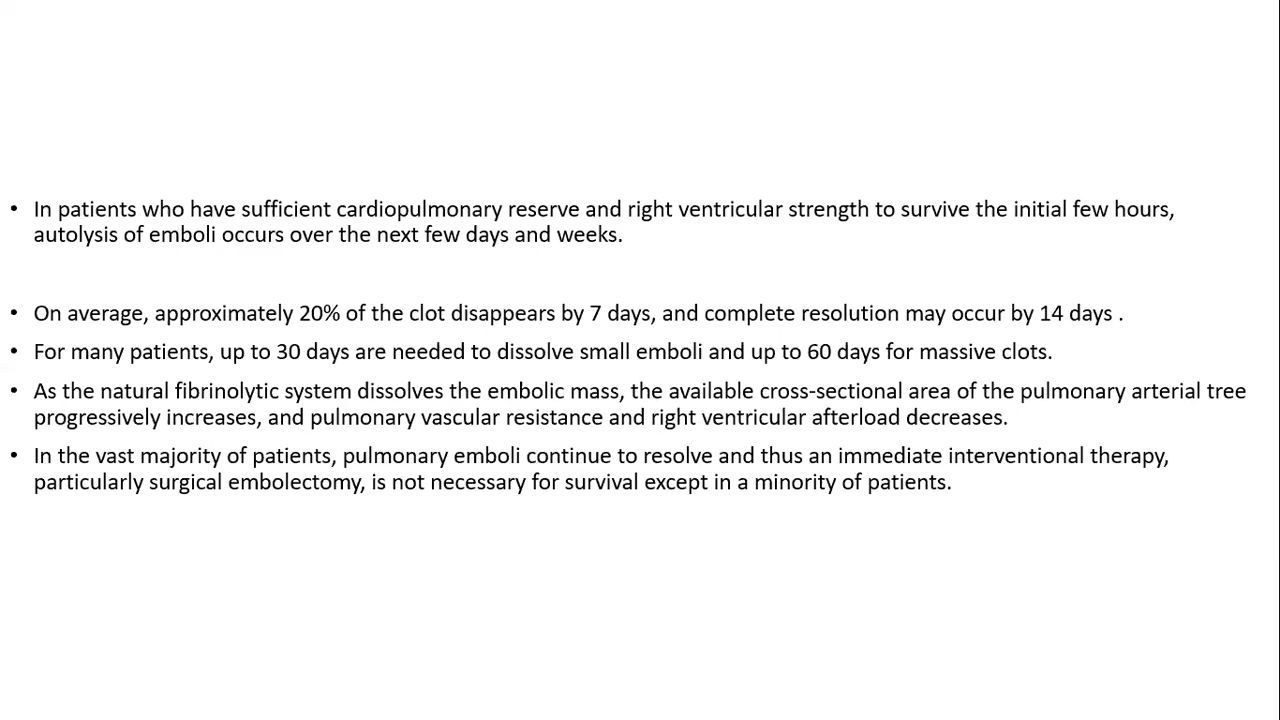 • In patients who have sufficient cardiopulmonary reserve and right ventricular strength to survive the initial few hours,
autolysis of emboli occurs over the next few days and weeks.
• On average, approximately 20% of the clot disappears by 7 days, and complete resolution may occur by 14 days .
• For many patients, up to 30 days are needed to dissolve small emboli and up to 60 days for massive clots.
• As the natural fibrinolytic system dissolves the embolic mass, the available cross-sectional area of the pulmonary arterial tree
progressively increases, and pulmonary vascular resistance and right ventricular afterload decreases.
• In the vast majority of patients, pulmonary emboli continue to resolve and thus an immediate interventional therapy,
particularly surgical embolectomy, is not necessary for survival except in a minority of patients.